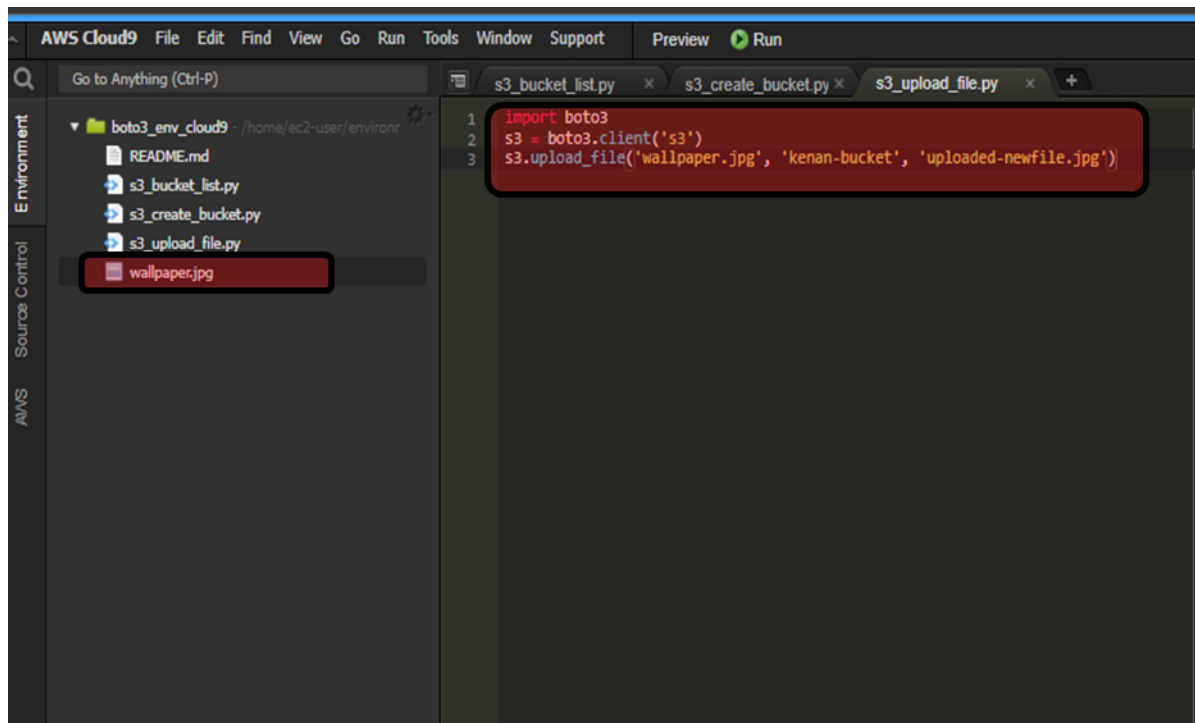 AWS Cloud9 File Edit Find View Go Run Tools Window Support Preview Run
Go to Anything (Ctrl-P)
s3_bucket_list.py × s3_create_bucket.py × s3_upload_file.py × +
Environment
Source Control
AWS
boto3_env_cloud9 - /home/ec2-user/environr
README.md
s3_bucket_list.py
s3_create_bucket.py
s3_upload_file.py
wallpaper.jpg
1 import boto3
2 s3 = boto3.client('s3')
3 s3.upload_file('wallpaper.jpg', 'kenan-bucket', 'uploaded-newfile.jpg')